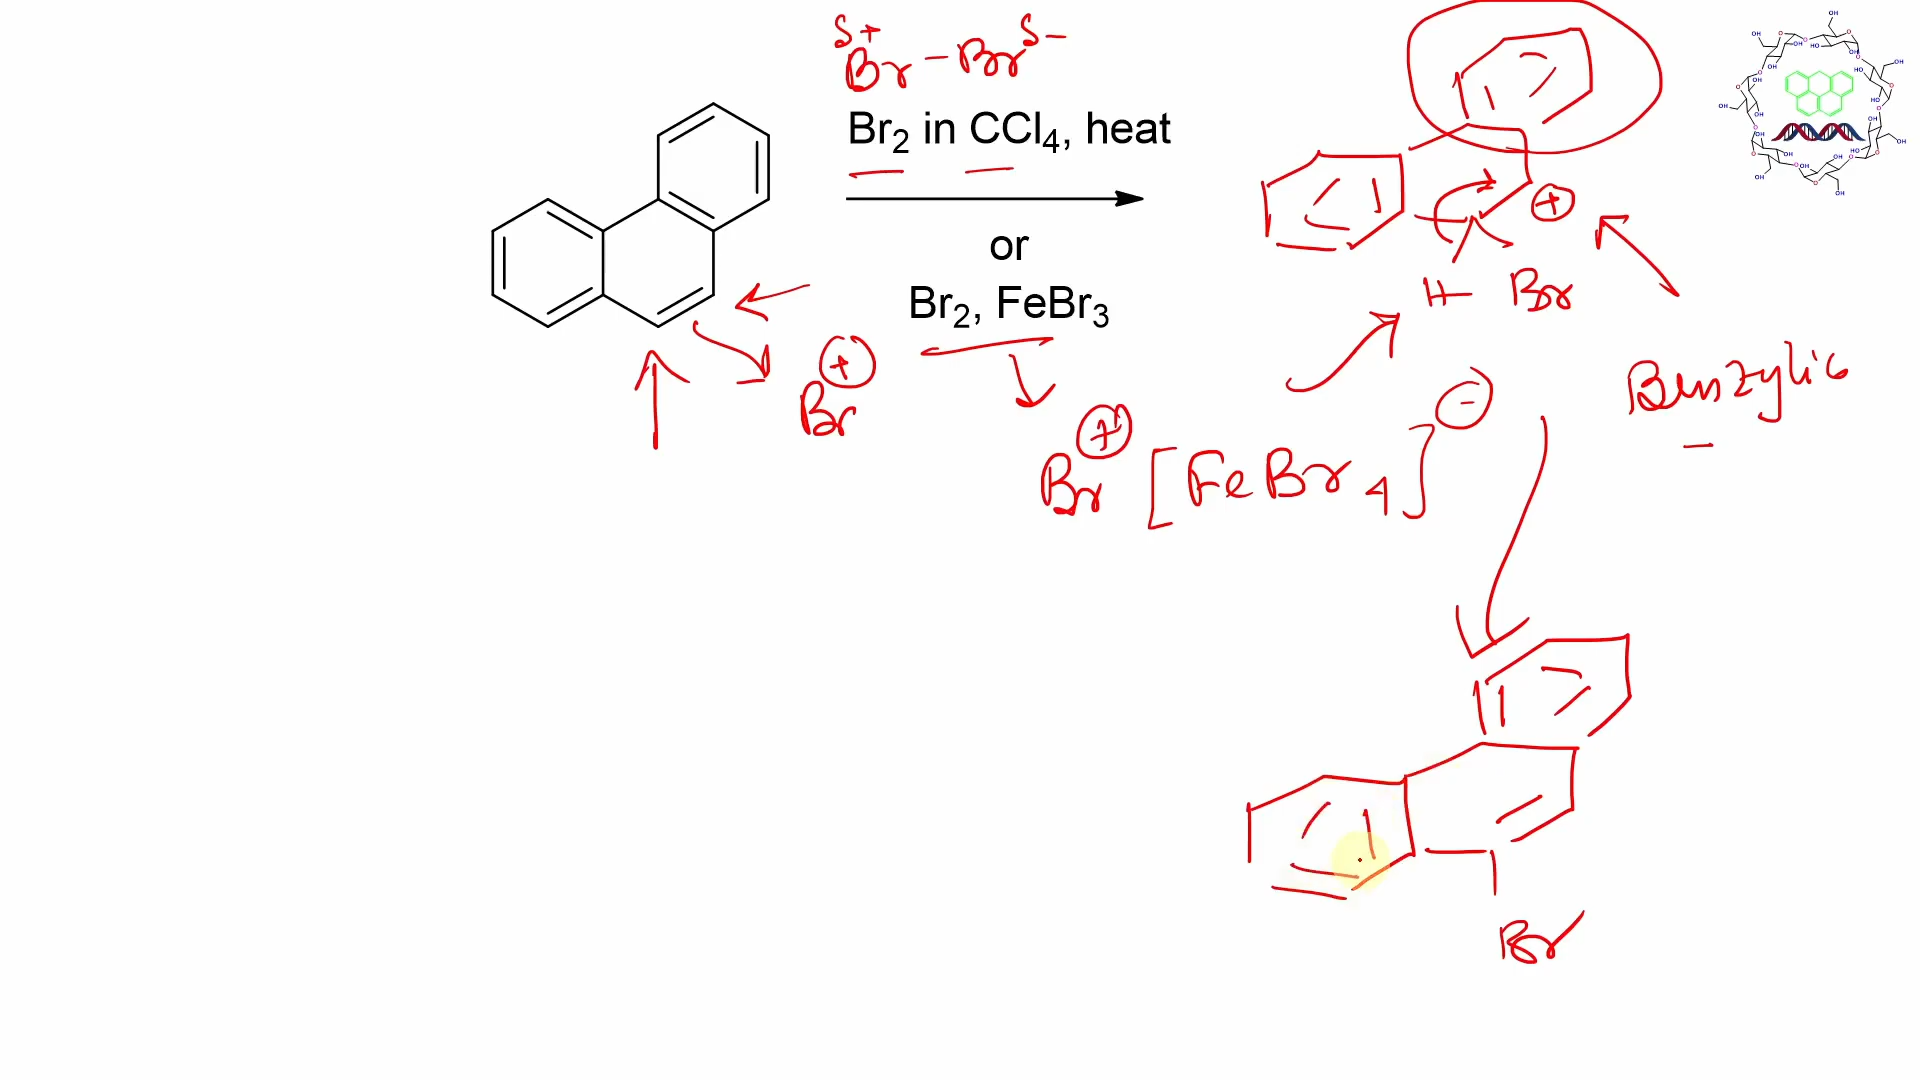 δ+ δ-
Br-Br
Br2 in CCl4, heat
or
Br2, FeBr3
+
Br
+
Br [FeBr4] -
+
H Br
Benzylic
Br